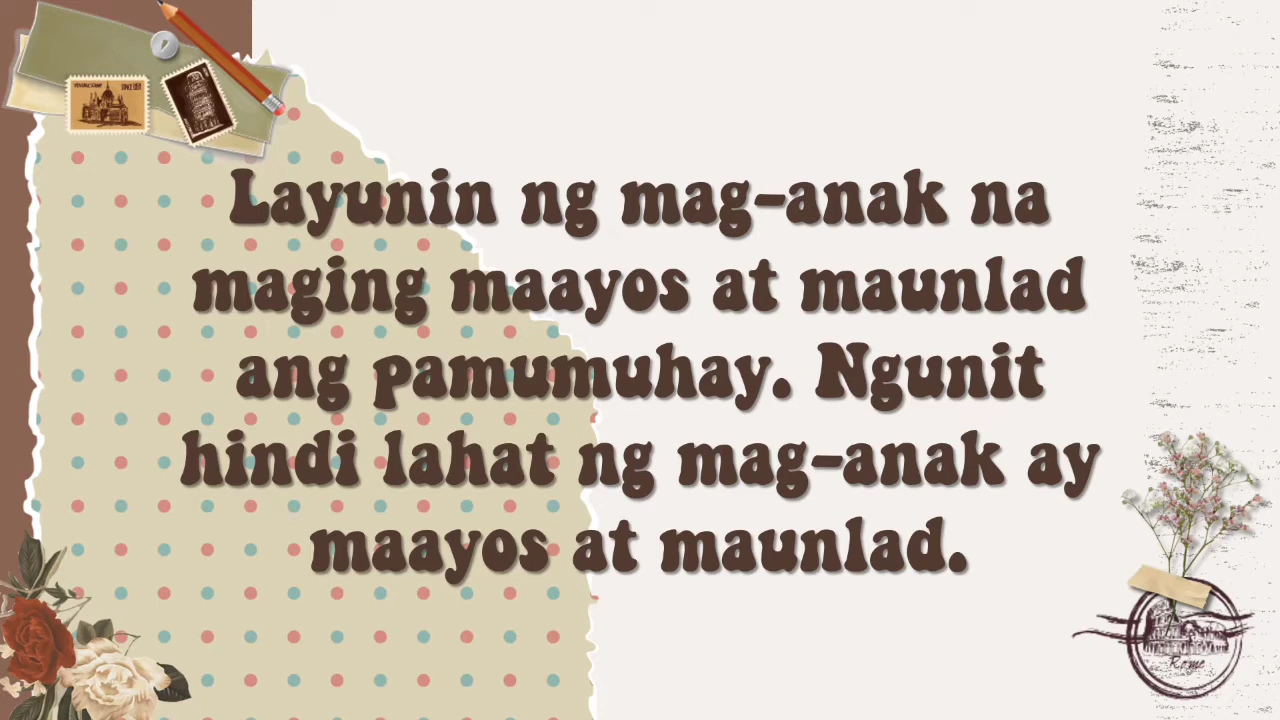 Layunin ng mag-anak na
maging maayos at maunlad
ang pamumuhay. Ngunit
hindi lahat ng mag-anak ay
maayos at maunlad.
Rome